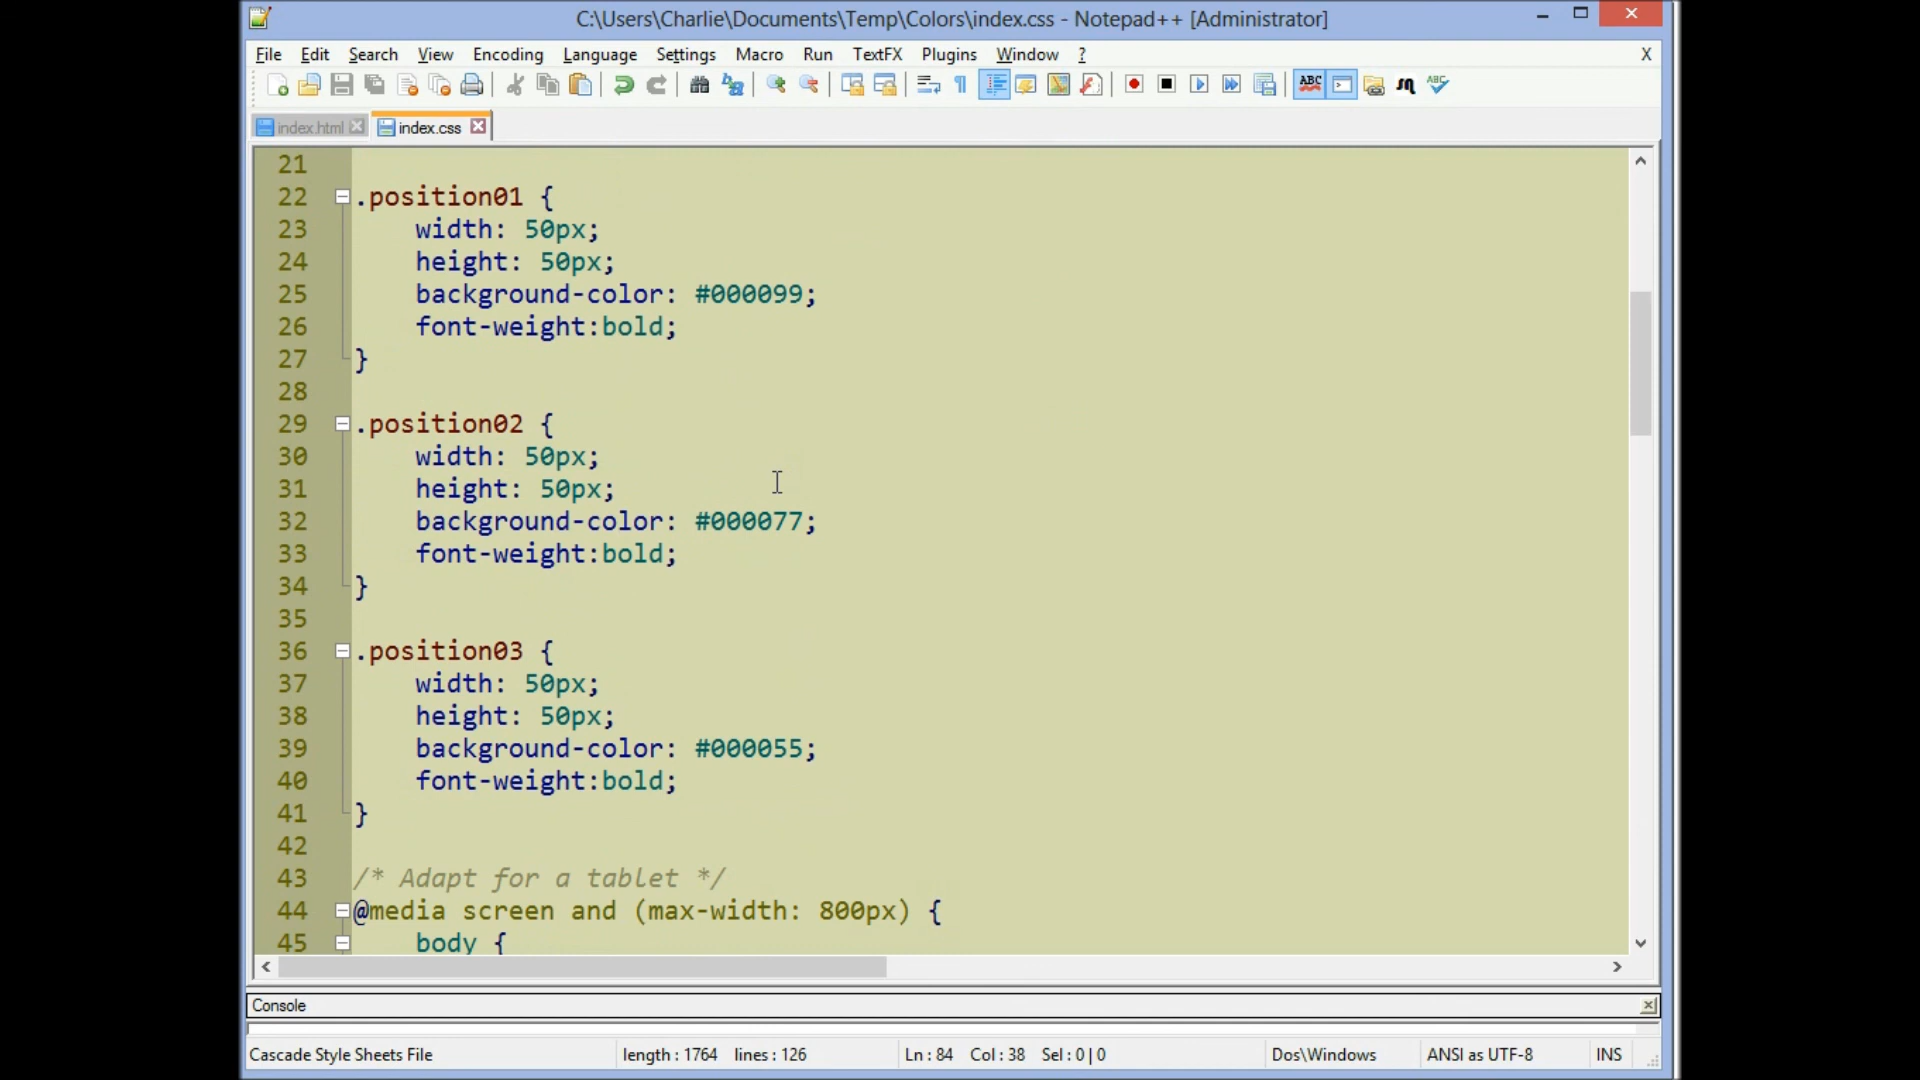 C:\Users\Charlie\Documents\Temp\Colors\index.css - Notepad++ [Administrator]
File Edit Search View Encoding Language Settings Macro Run TextFX Plugins Window ? X
ABC ABC
index.html index.css
21
22 .position01 {
23 width: 50px;
24 height: 50px;
25 background-color: #000099;
26 font-weight:bold;
27 }
28
29 .position02 {
30 width: 50px;
31 height: 50px;
32 background-color: #000077;
33 font-weight:bold;
34 }
35
36 .position03 {
37 width: 50px;
38 height: 50px;
39 background-color: #000055;
40 font-weight:bold;
41 }
42
43 /* Adapt for a tablet */
44 @media screen and (max-width: 800px) {
45 body {
Console
Cascade Style Sheets File length : 1764 lines : 126 Ln : 84 Col : 38 Sel : 0 | 0 Dos\Windows ANSI as UTF-8 INS